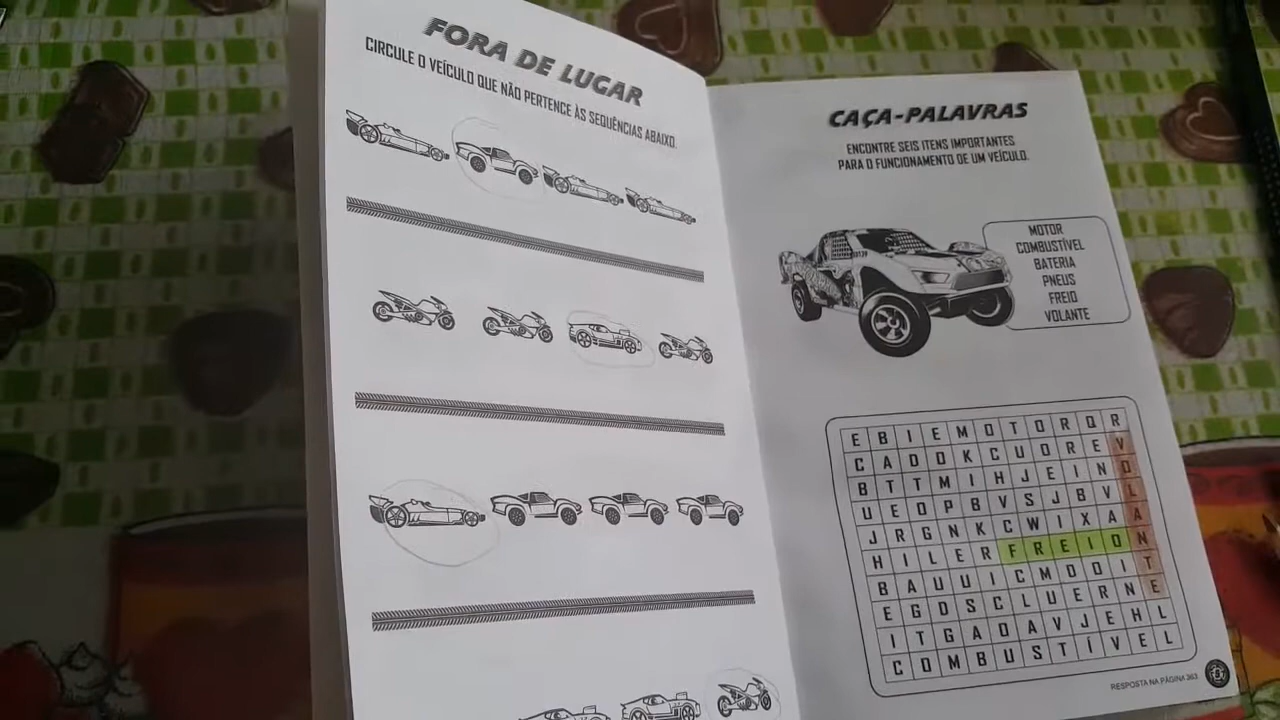 FORA DE LUGAR
CIRCULE O VEÍCULO QUE NÃO PERTENCE ÀS SEQUÊNCIAS ABAIXO.
CAÇA-PALAVRAS
ENCONTRE SEIS ITENS IMPORTANTES
PARA O FUNCIONAMENTO DE UM VEÍCULO.
MOTOR
COMBUSTÍVEL
BATERIA
PNEUS
FREIO
VOLANTE
E B I E M O T O R Q R
C A D O K C U O R E V
B T T M I H J E I N O
U E O P B V S J B V L
J R G N K C W I X A A
H I L E R F R E I O N
B A U U I C M O O I T
E G D S C L U E R N E
I T G A O A V J E H L
C O M B U S T Í V E L
RESPOSTA NA PÁGINA 363